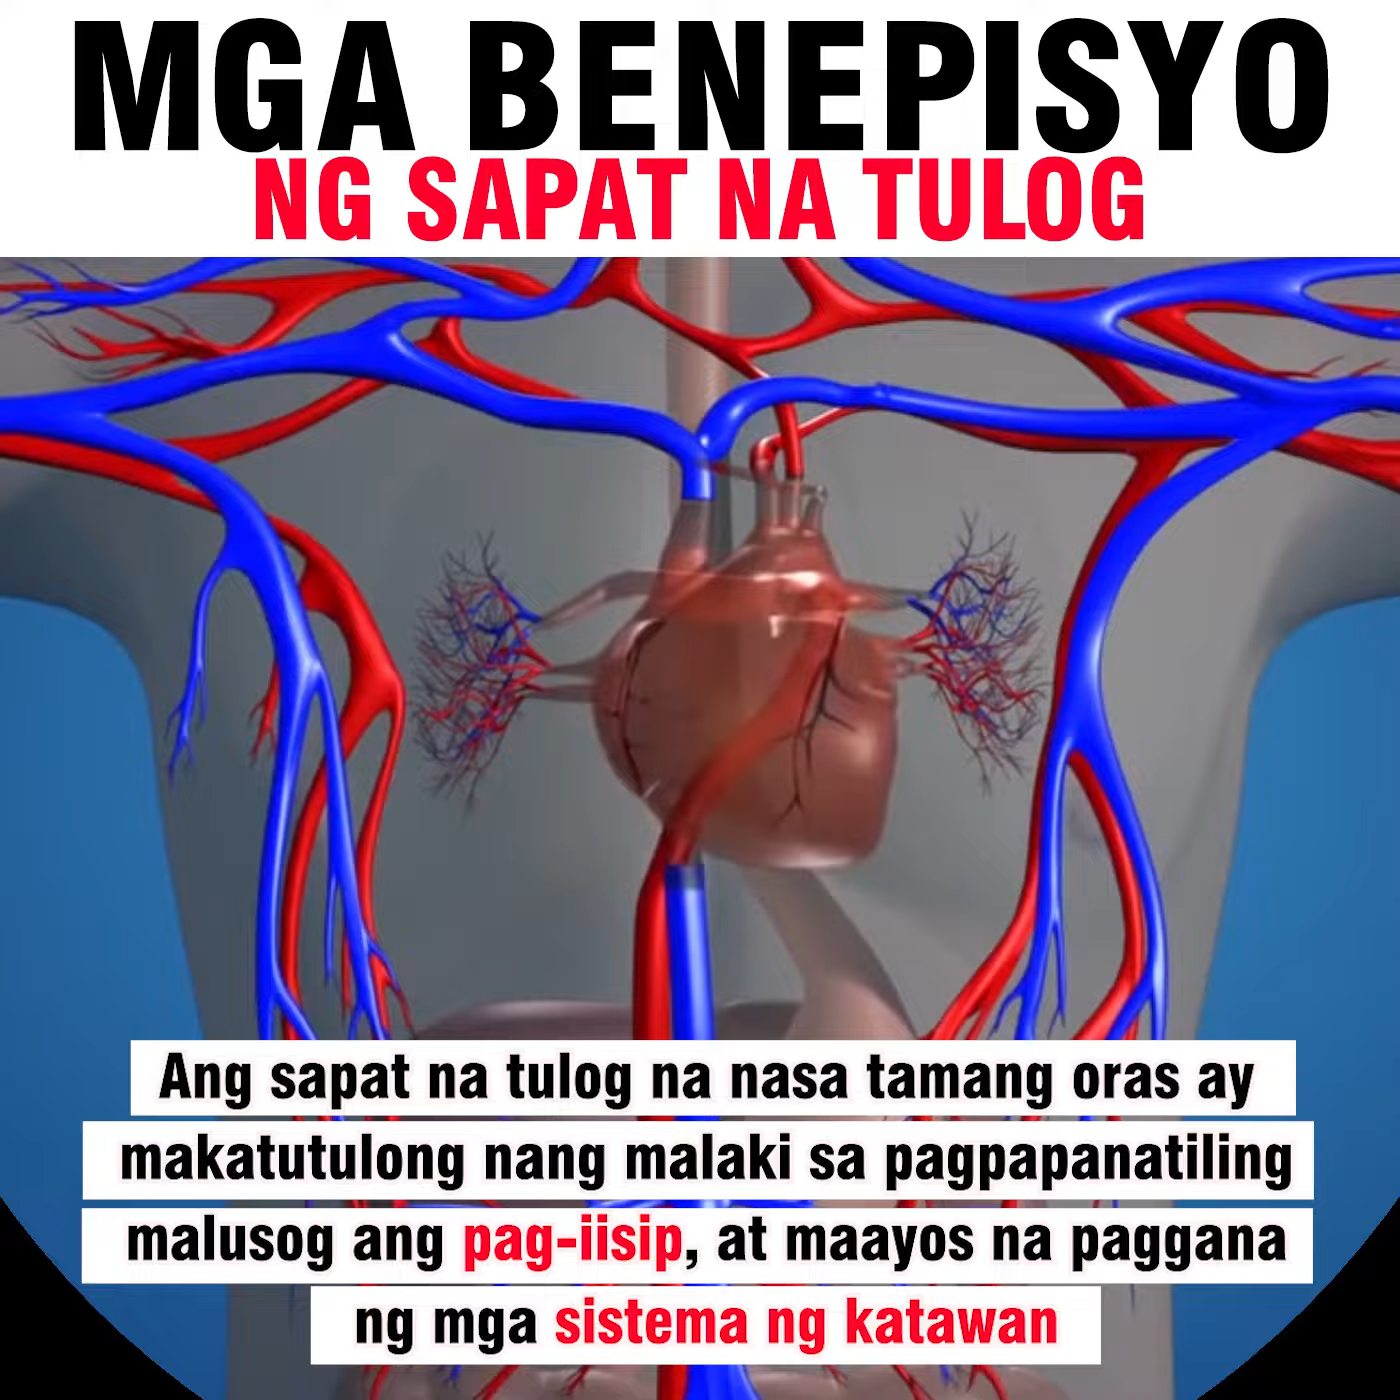 MGA BENEPISYO
NG SAPAT NA TULOG
Ang sapat na tulog na nasa tamang oras ay
makatutulong nang malaki sa pagpapanatiling
malusog ang pag-iisip, at maayos na paggana
ng mga sistema ng katawan